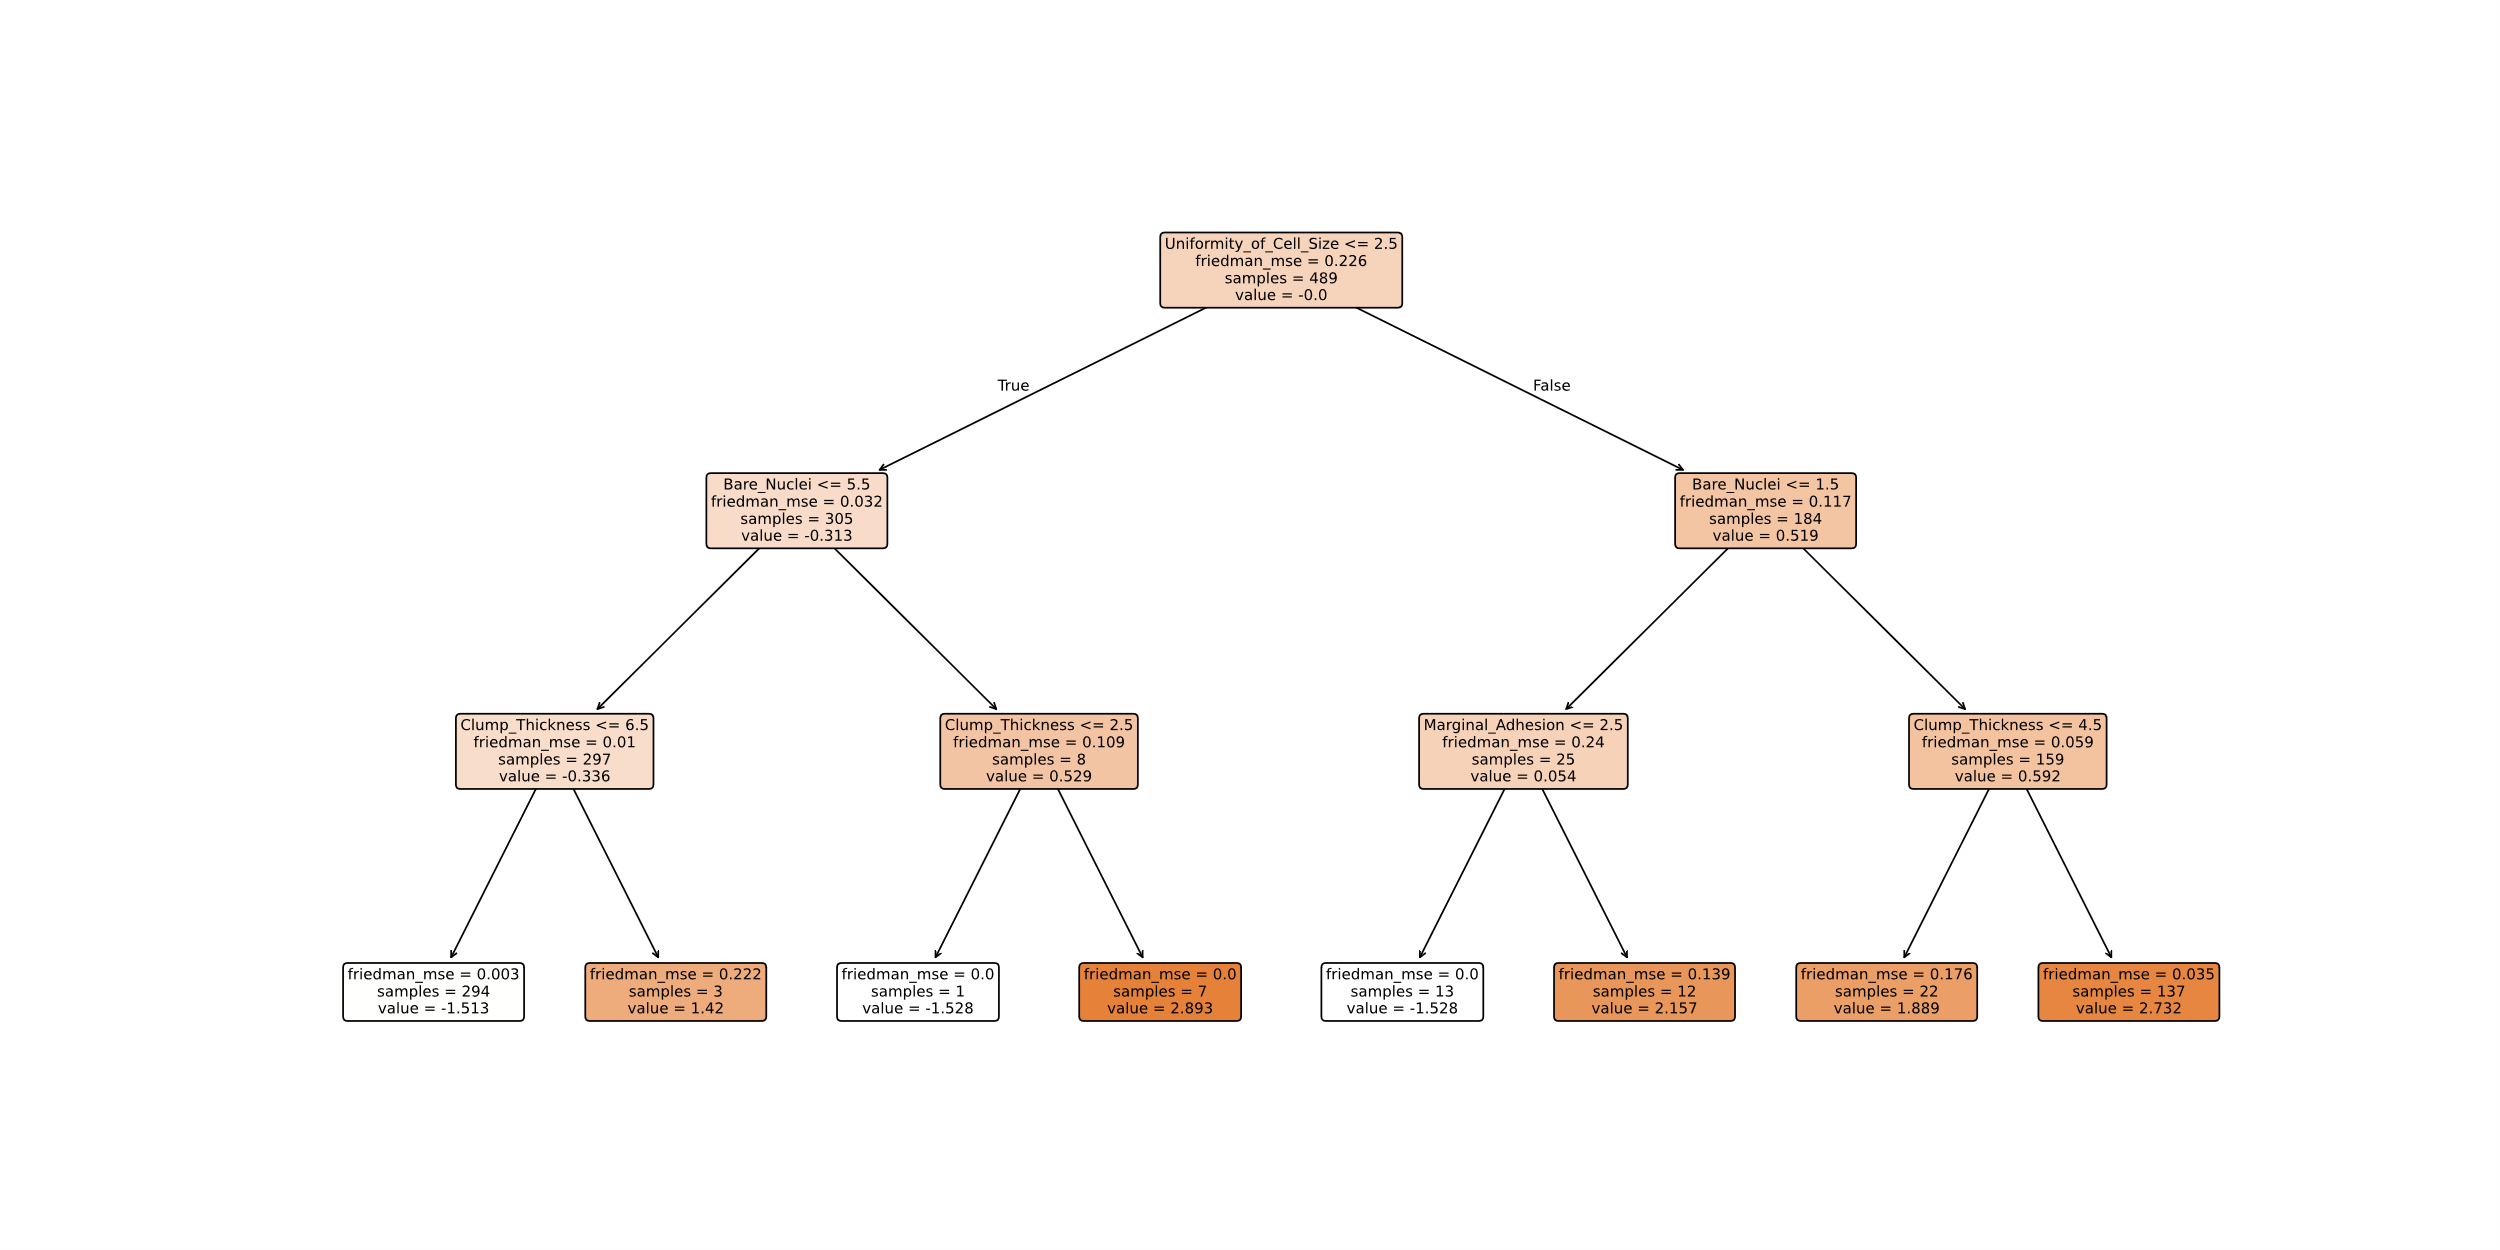 Uniformity_of_Cell_Size <= 2.5
friedman_mse = 0.226
samples = 489
value = -0.0
True
False
Bare_Nuclei <= 5.5
friedman_mse = 0.032
samples = 305
value = -0.313
Bare_Nuclei <= 1.5
friedman_mse = 0.117
samples = 184
value = 0.519
Clump_Thickness <= 6.5
friedman_mse = 0.01
samples = 297
value = -0.336
Clump_Thickness <= 2.5
friedman_mse = 0.109
samples = 8
value = 0.529
Marginal_Adhesion <= 2.5
friedman_mse = 0.24
samples = 25
value = 0.054
Clump_Thickness <= 4.5
friedman_mse = 0.059
samples = 159
value = 0.592
friedman_mse = 0.003
samples = 294
value = -1.513
friedman_mse = 0.222
samples = 3
value = 1.42
friedman_mse = 0.0
samples = 1
value = -1.528
friedman_mse = 0.0
samples = 7
value = 2.893
friedman_mse = 0.0
samples = 13
value = -1.528
friedman_mse = 0.139
samples = 12
value = 2.157
friedman_mse = 0.176
samples = 22
value = 1.889
friedman_mse = 0.035
samples = 137
value = 2.732